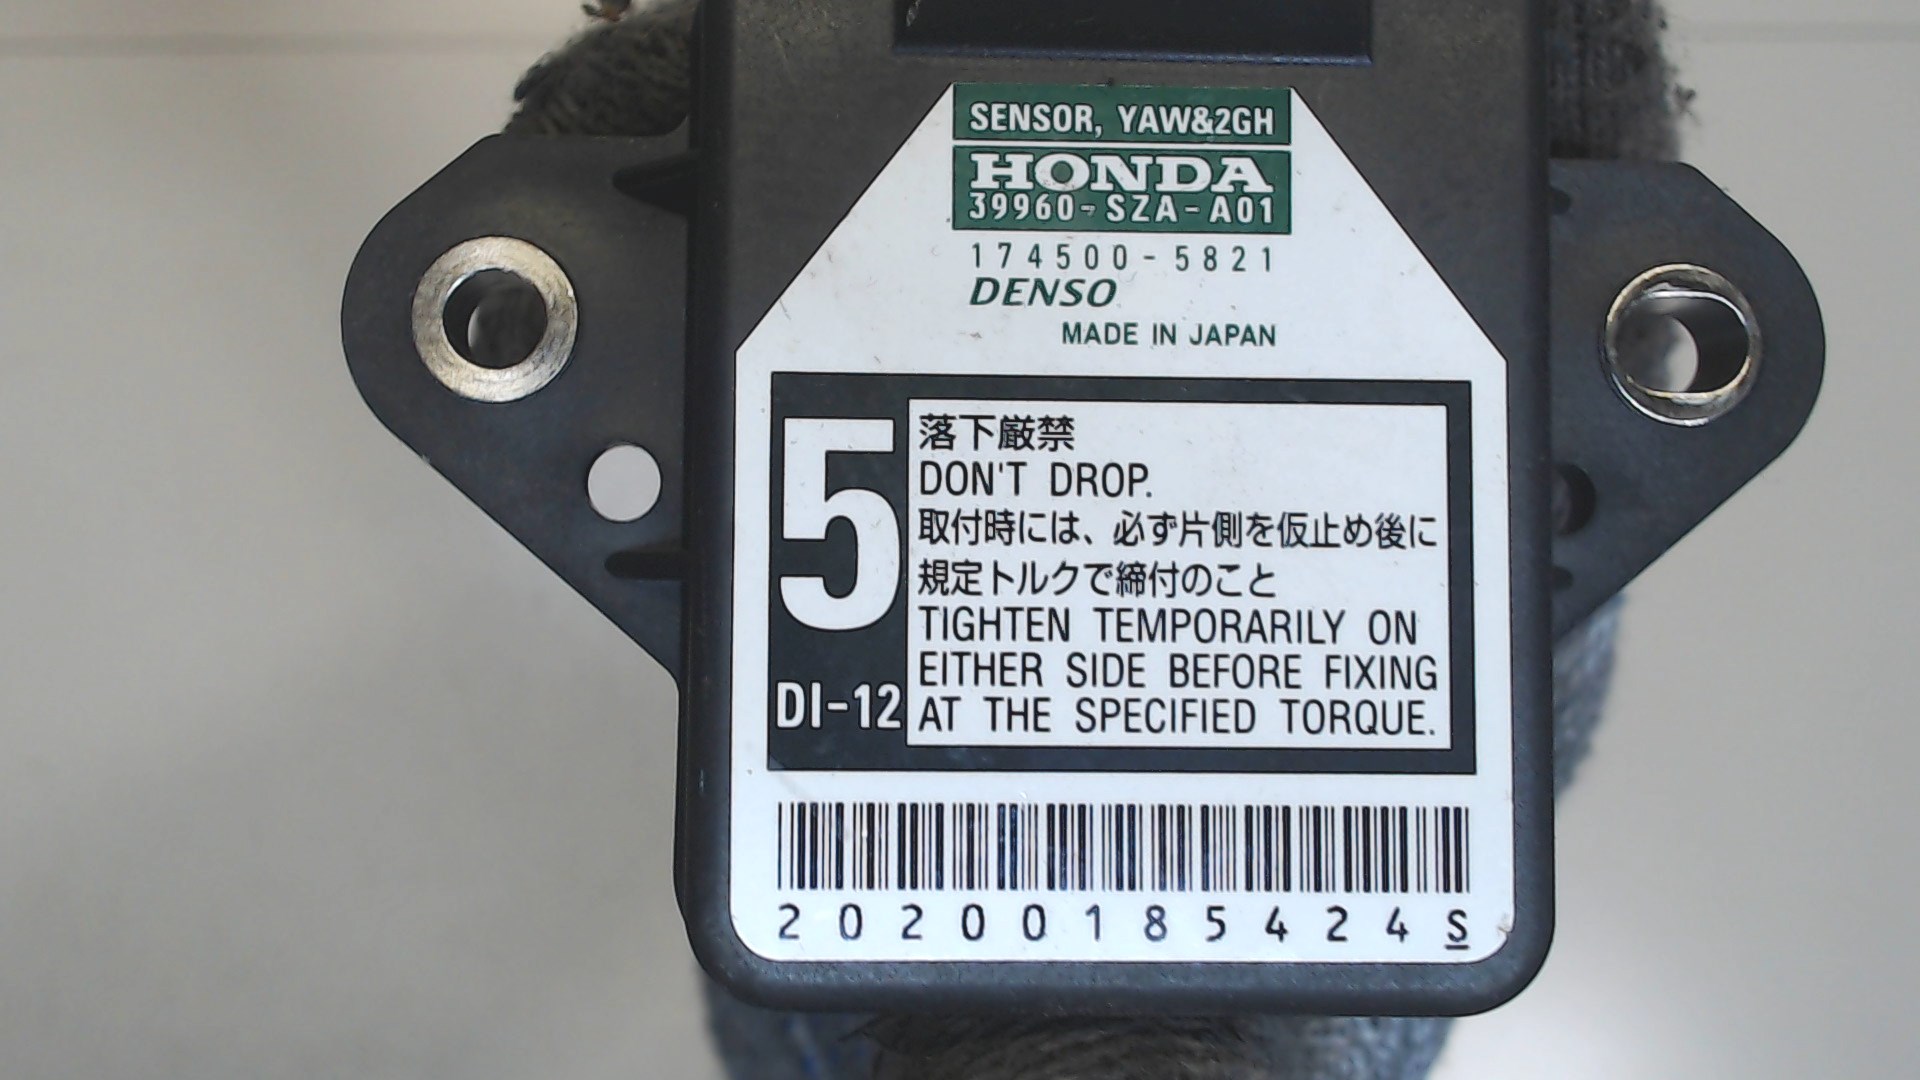 SENSOR, YAW&2GH
HONDA
39960-SZA-A01
174500-5821
DENSO
MADE IN JAPAN
5
DI-12
落下厳禁
DON'T DROP.
取付時には、必ず片側を仮止め後に
規定トルクで締付のこと
TIGHTEN TEMPORARILY ON
EITHER SIDE BEFORE FIXING
AT THE SPECIFIED TORQUE.
20200185424S